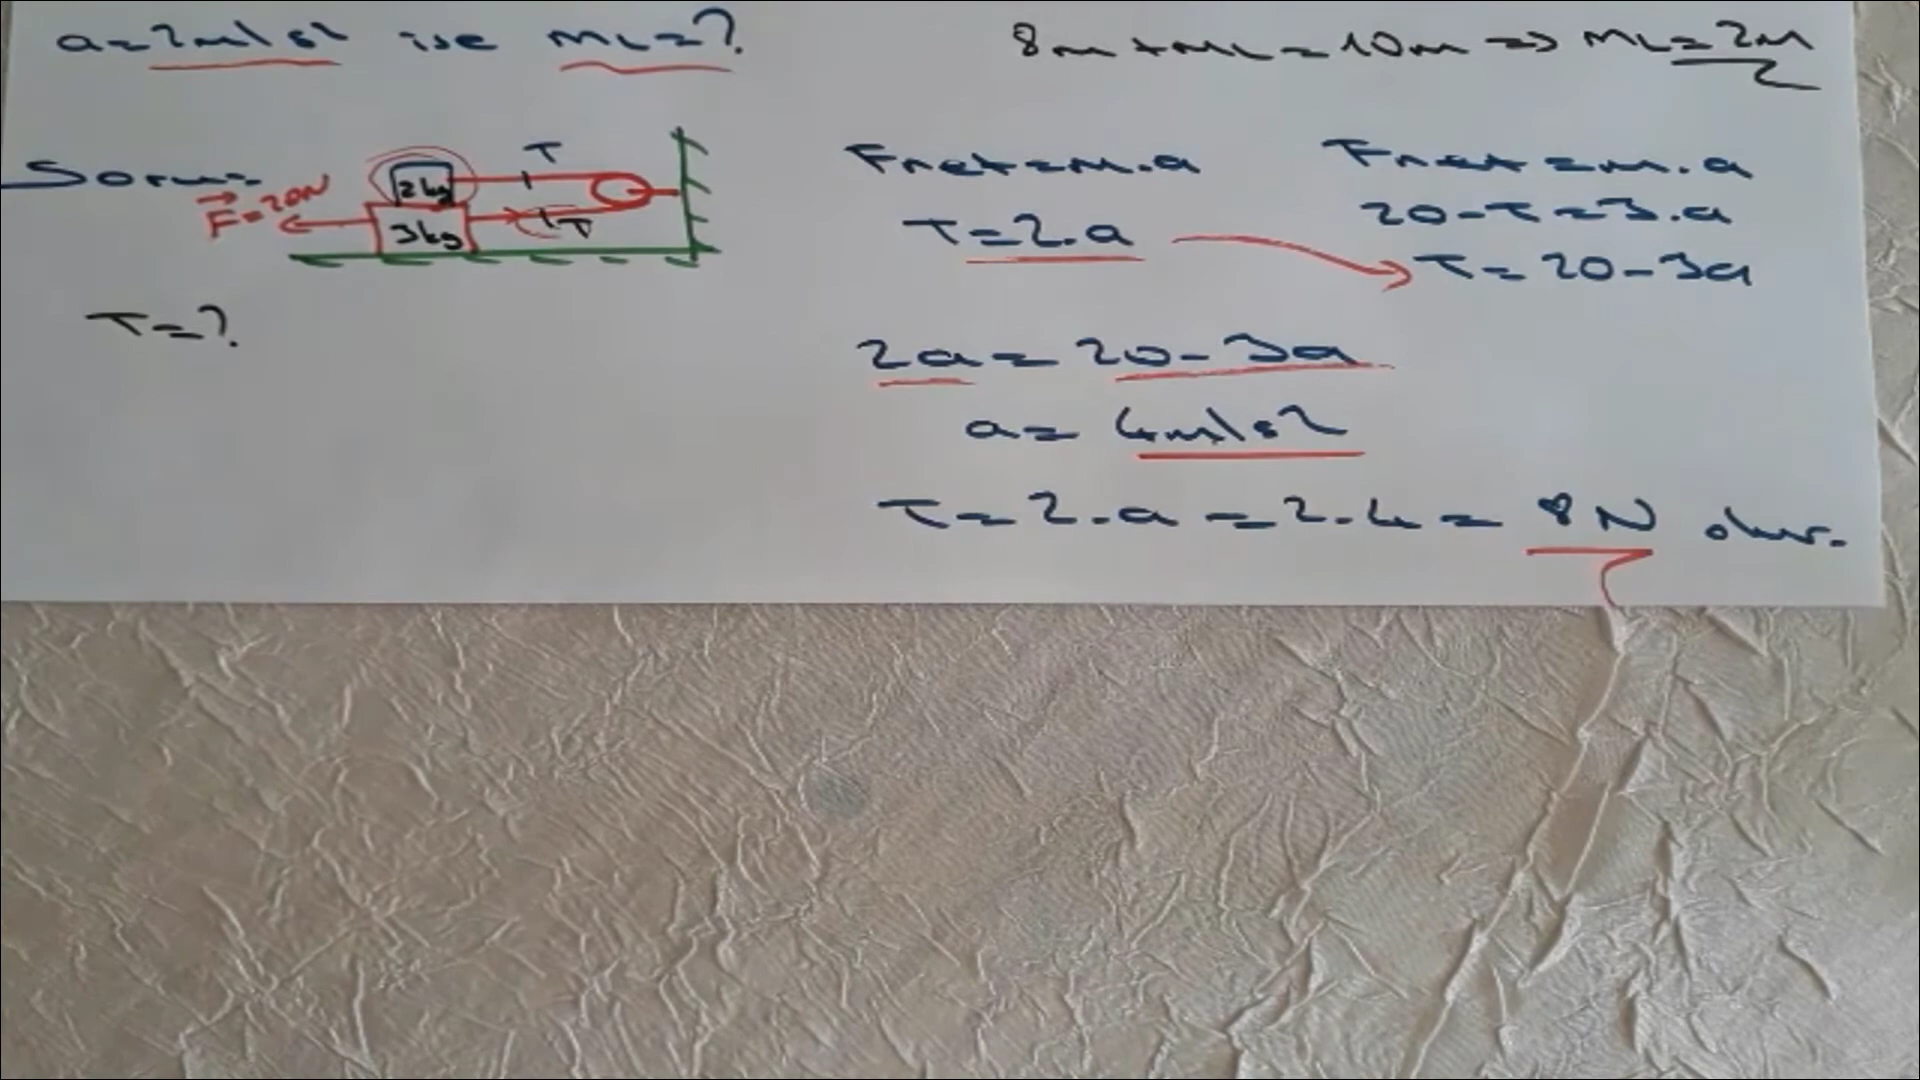 a=2m/s² ise mL=?
8m+mL=10m => mL=2m
Soru=
F=20N
2kg
3kg
T
T
T=?
Fnet=m.a
T=2.a
Fnet=m.a
20-T=3.a
T=20-3a
2a=20-3a
a=4m/s²
T=2.a=2.4=8N olur.